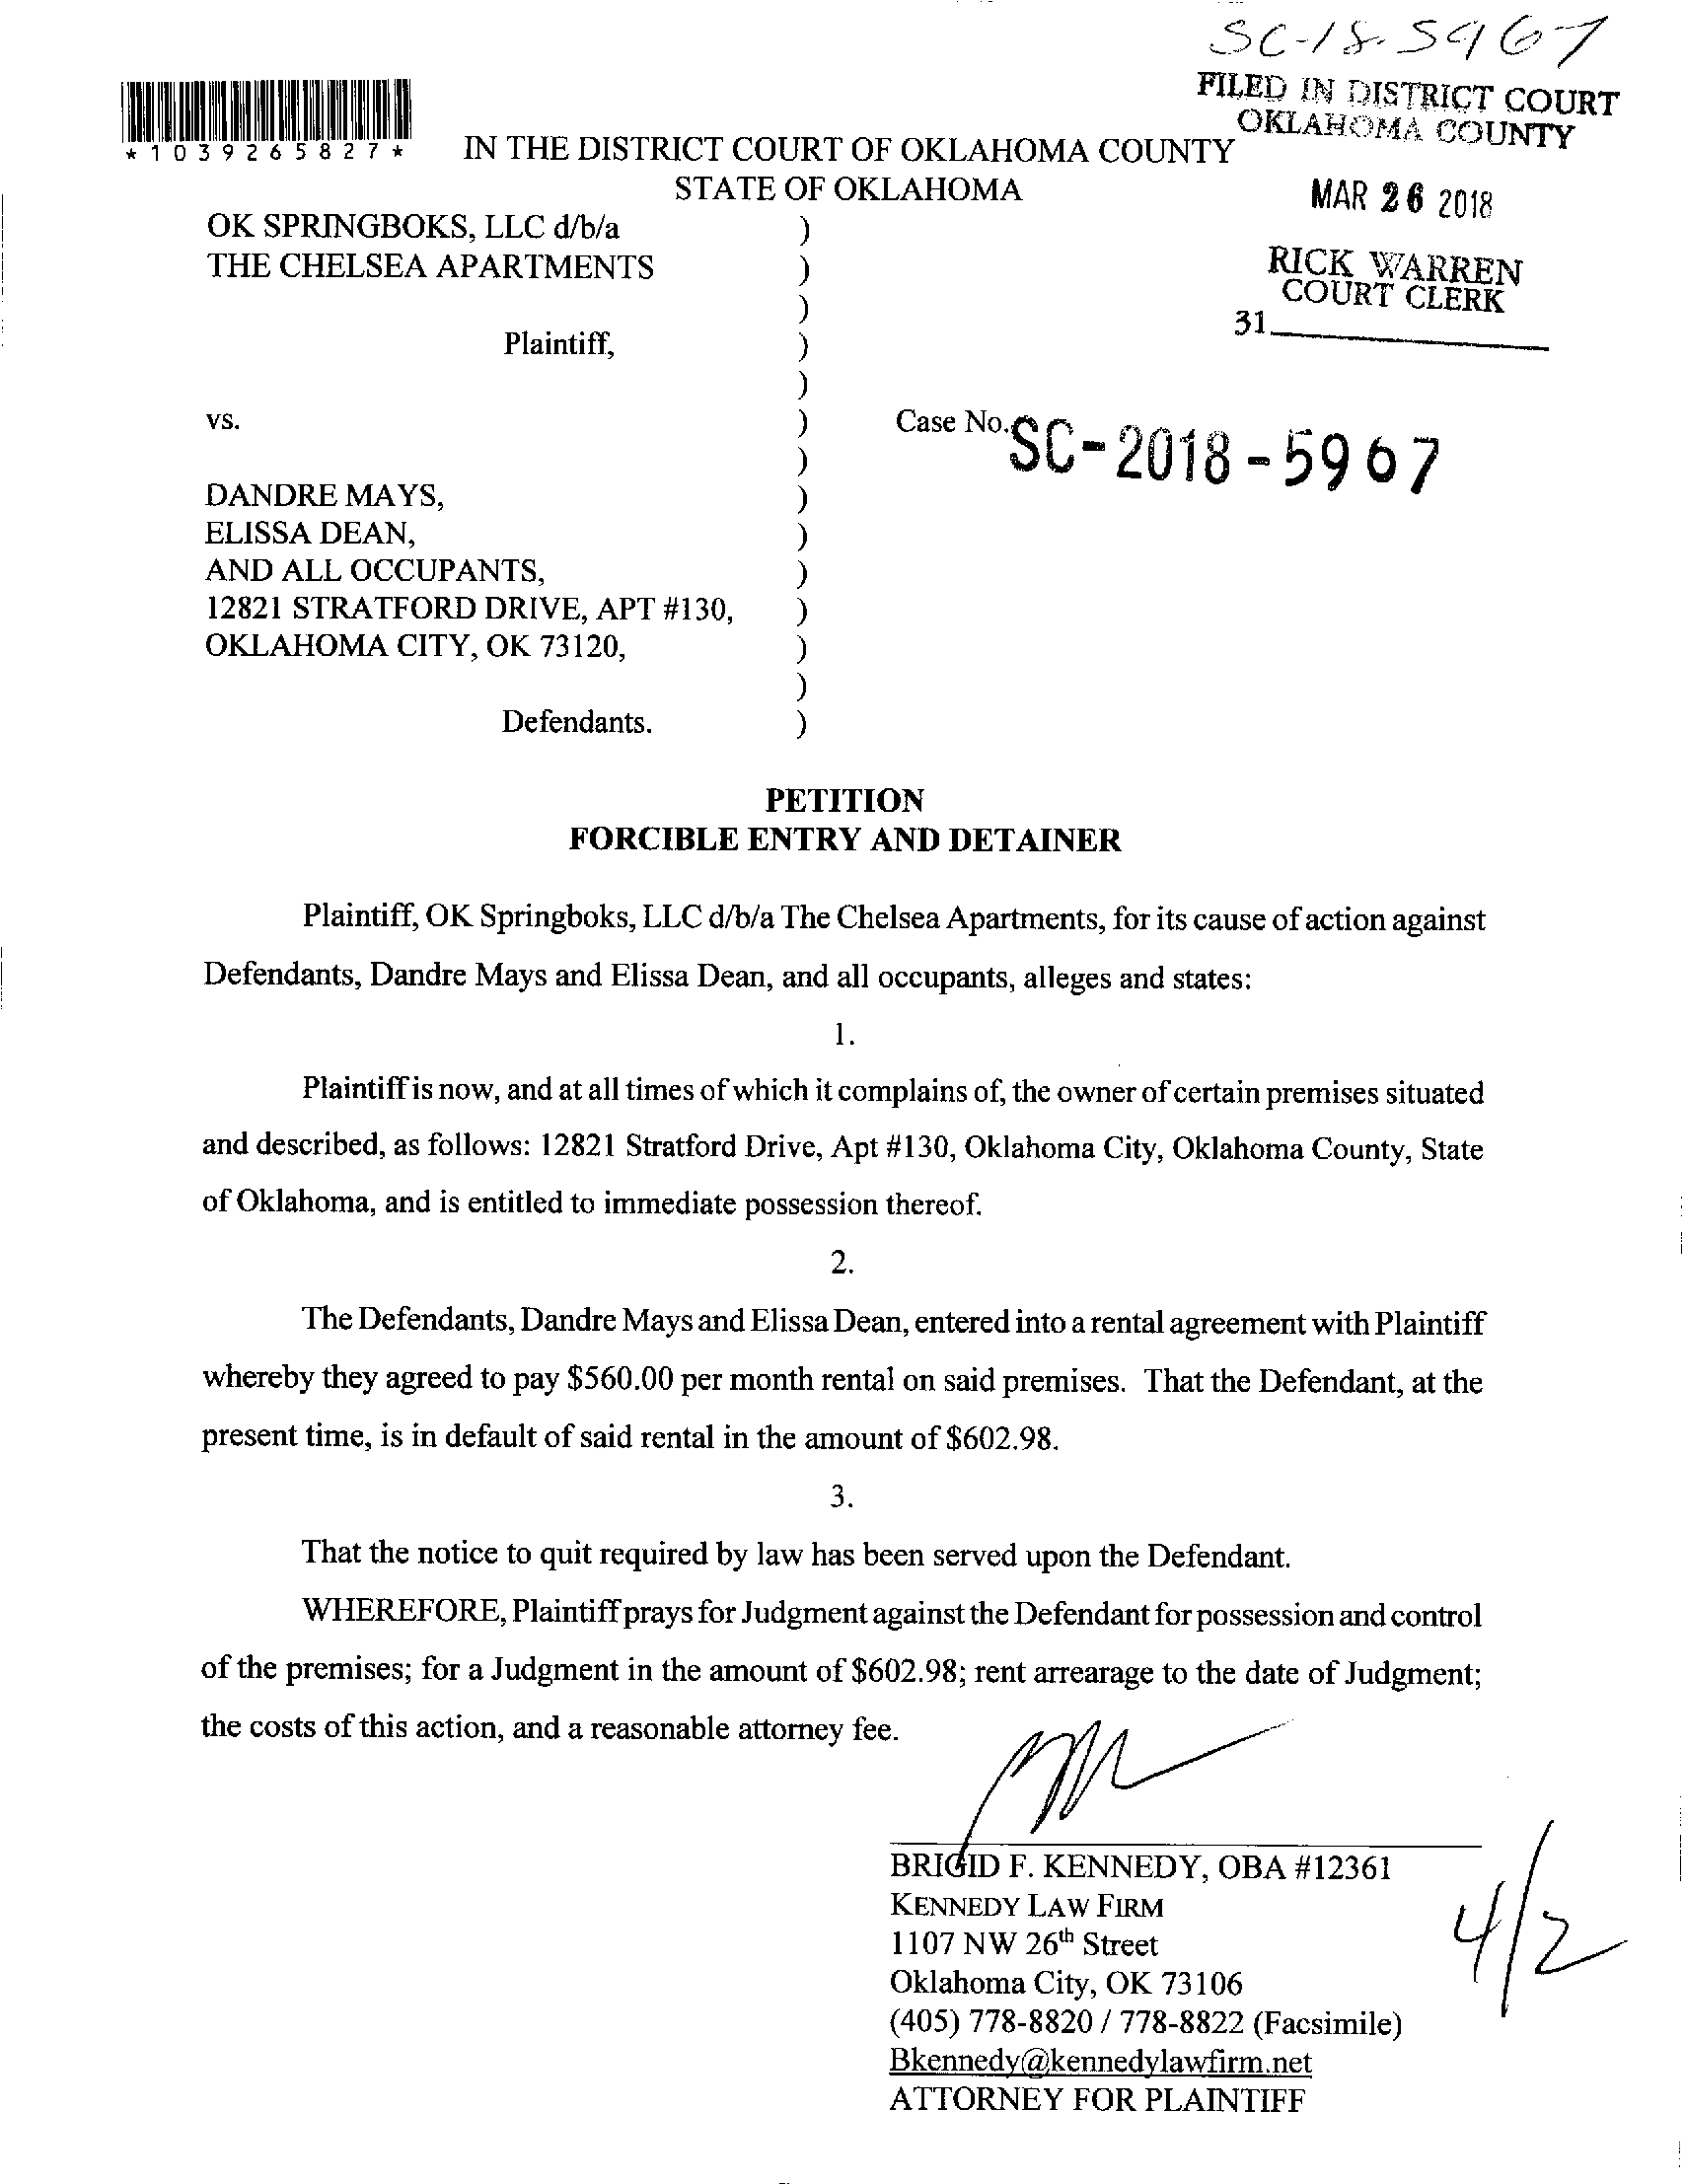 SC-18-5967
FILED IN DISTRICT COURT
OKLAHOMA COUNTY
* 1 0 3 9 2 6 5 8 2 7 *
IN THE DISTRICT COURT OF OKLAHOMA COUNTY
STATE OF OKLAHOMA
MAR 26 2018
RICK WARREN
COURT CLERK
31
OK SPRINGBOKS, LLC d/b/a )
THE CHELSEA APARTMENTS )
)
Plaintiff, )
)
vs. ) Case No. SC-2018-5967
)
DANDRE MAYS, )
ELISSA DEAN, )
AND ALL OCCUPANTS, )
12821 STRATFORD DRIVE, APT #130, )
OKLAHOMA CITY, OK 73120, )
)
Defendants. )
PETITION
FORCIBLE ENTRY AND DETAINER
Plaintiff, OK Springboks, LLC d/b/a The Chelsea Apartments, for its cause of action against
Defendants, Dandre Mays and Elissa Dean, and all occupants, alleges and states:
1.
Plaintiff is now, and at all times of which it complains of, the owner of certain premises situated
and described, as follows: 12821 Stratford Drive, Apt #130, Oklahoma City, Oklahoma County, State
of Oklahoma, and is entitled to immediate possession thereof.
2.
The Defendants, Dandre Mays and Elissa Dean, entered into a rental agreement with Plaintiff
whereby they agreed to pay $560.00 per month rental on said premises. That the Defendant, at the
present time, is in default of said rental in the amount of $602.98.
3.
That the notice to quit required by law has been served upon the Defendant.
WHEREFORE, Plaintiff prays for Judgment against the Defendant for possession and control
of the premises; for a Judgment in the amount of $602.98; rent arrearage to the date of Judgment;
the costs of this action, and a reasonable attorney fee.
BRIGID F. KENNEDY, OBA #12361
KENNEDY LAW FIRM
1107 NW 26th Street
Oklahoma City, OK 73106
(405) 778-8820 / 778-8822 (Facsimile)
Bkennedy@kennedylawfirm.net
ATTORNEY FOR PLAINTIFF
4/2